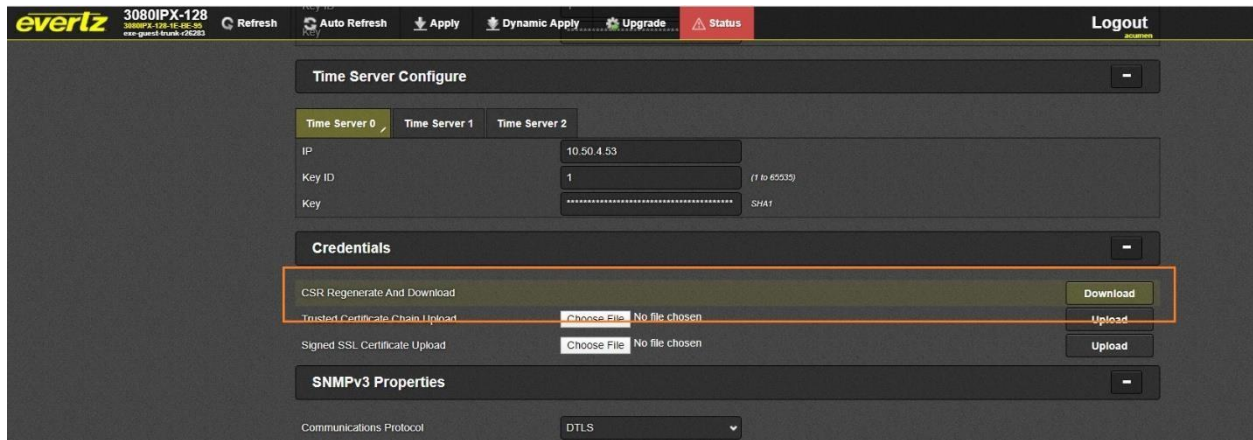 evertz
3080IPX-128
3080IPX-128-1E-BE-95
exe-guest-trunk-r26283
Refresh
Auto Refresh
Apply
Dynamic Apply
Upgrade
Status
Logout
acumen
Key ID
Key
Time Server Configure
Time Server 0 Time Server 1 Time Server 2
IP 10.50.4.53
Key ID 1 (1 to 65535)
Key **************************************** SHA1
Credentials
CSR Regenerate And Download Download
Trusted Certificate Chain Upload Choose File No file chosen Upload
Signed SSL Certificate Upload Choose File No file chosen Upload
SNMPv3 Properties
Communications Protocol DTLS